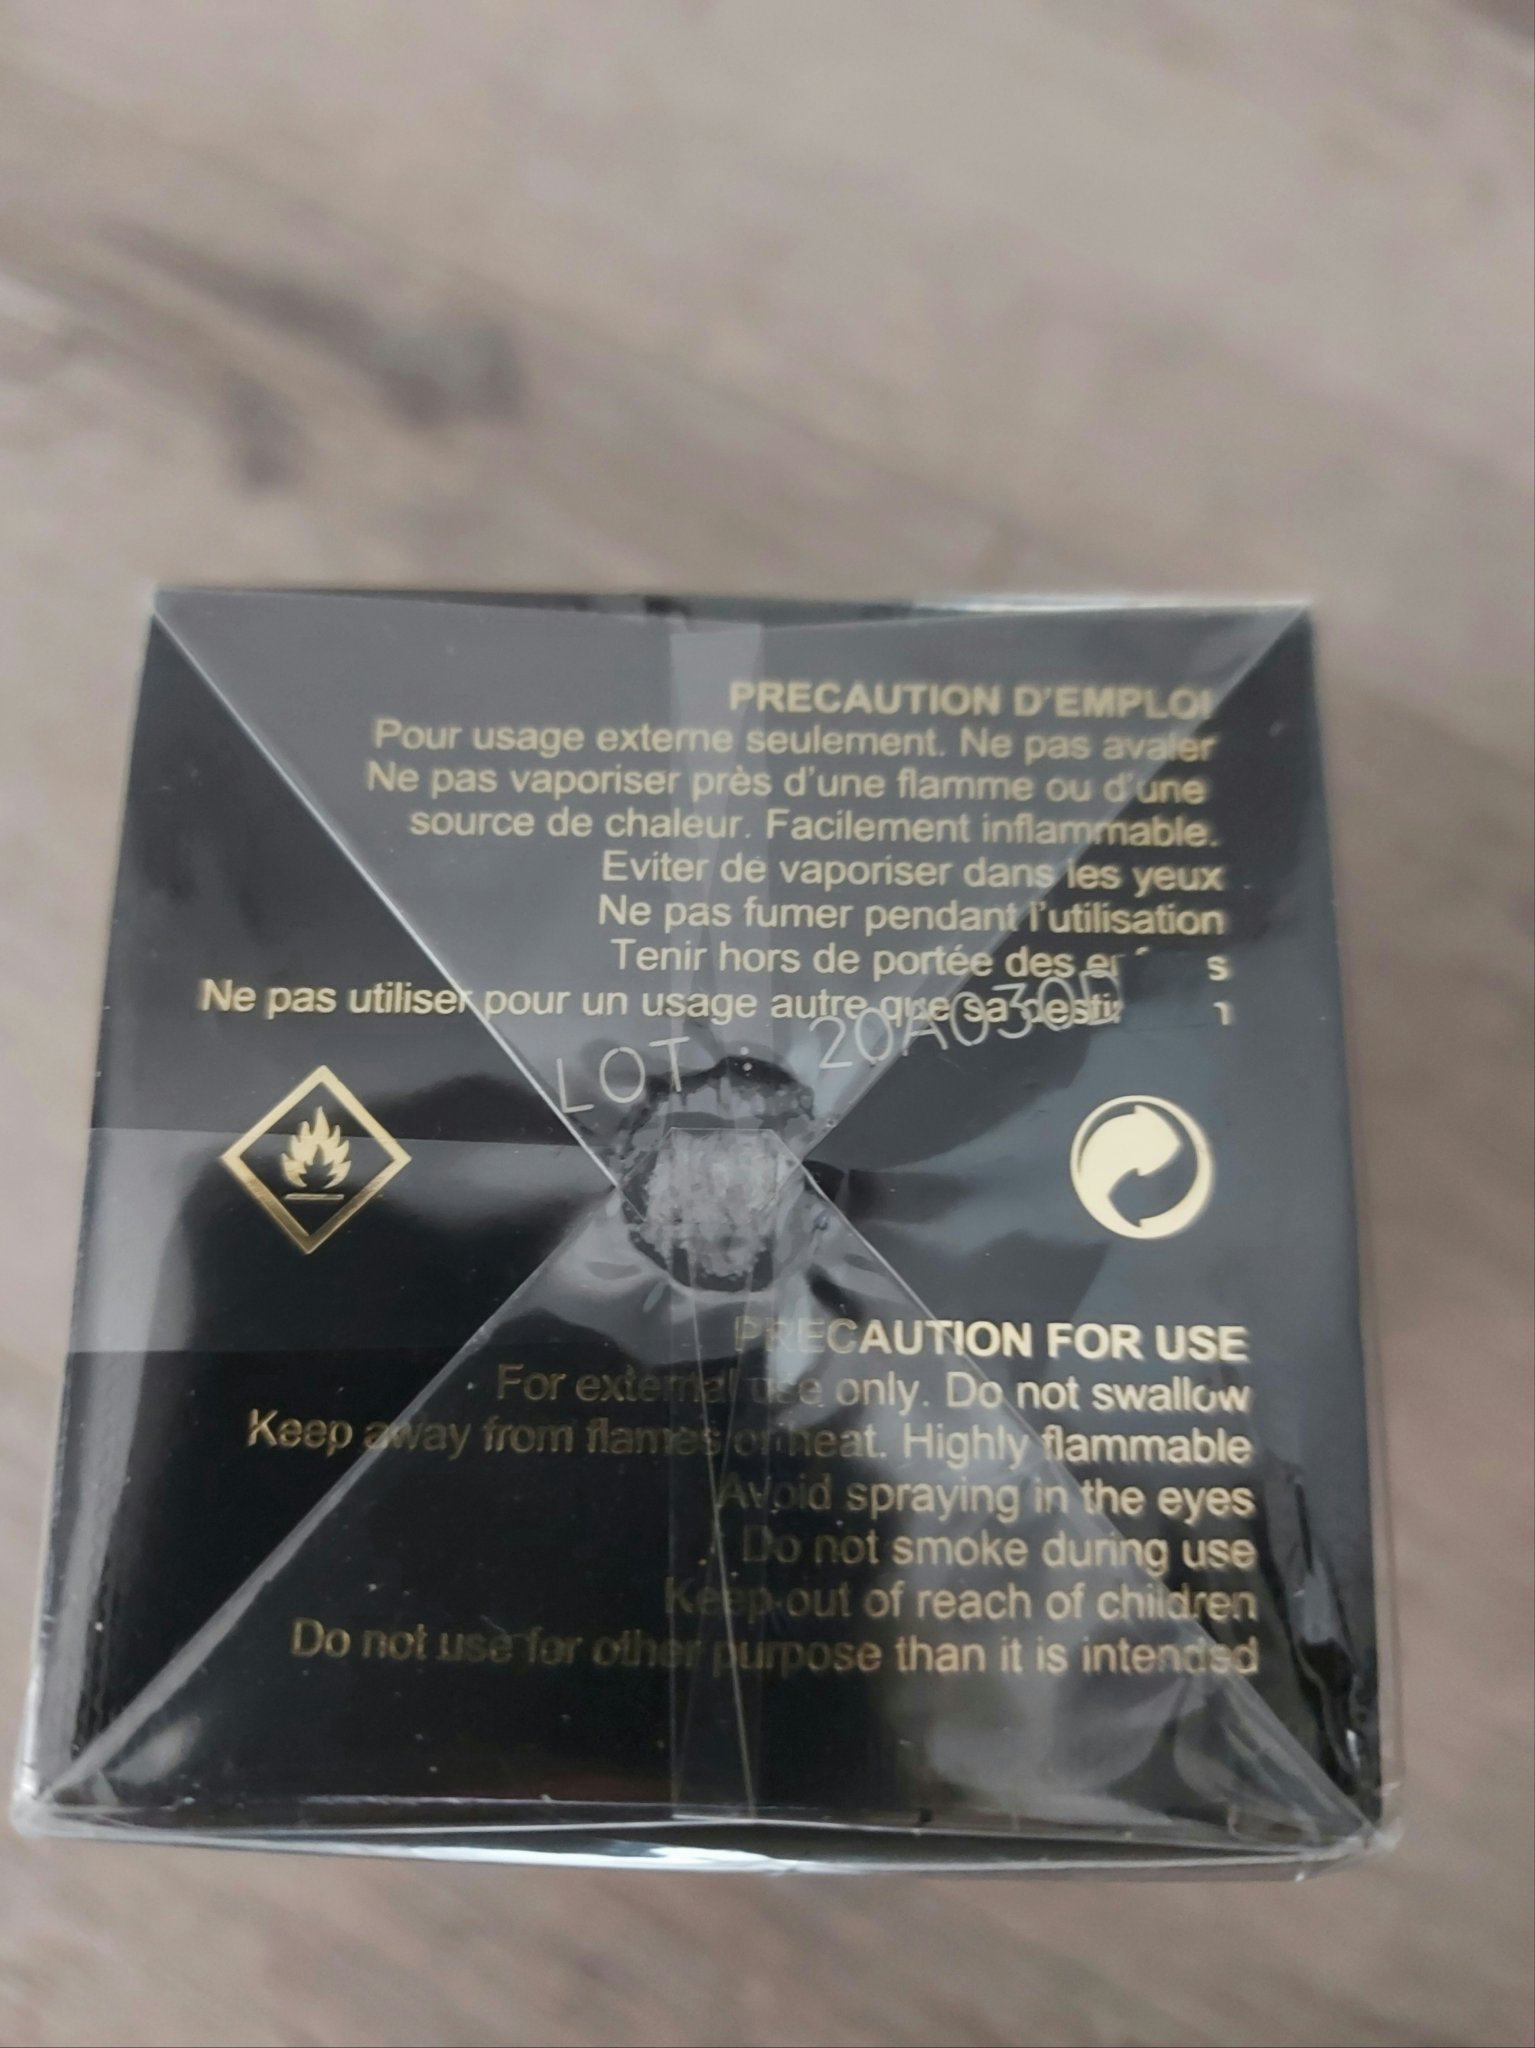 PRECAUTION D'EMPLOI
Pour usage externe seulement. Ne pas avaler
Ne pas vaporiser près d'une flamme ou d'une
source de chaleur. Facilement inflammable.
Eviter de vaporiser dans les yeux
Ne pas fumer pendant l'utilisation
Tenir hors de portée des
Ne pas utiliser pour un usage autre que sa
LOT : 20A030D
PRECAUTION FOR USE
For external use only. Do not swallow
Keep away from flames or heat. Highly flammable
Avoid spraying in the eyes
Do not smoke during use
Keep out of reach of children
Do not use for other purpose than it is intended